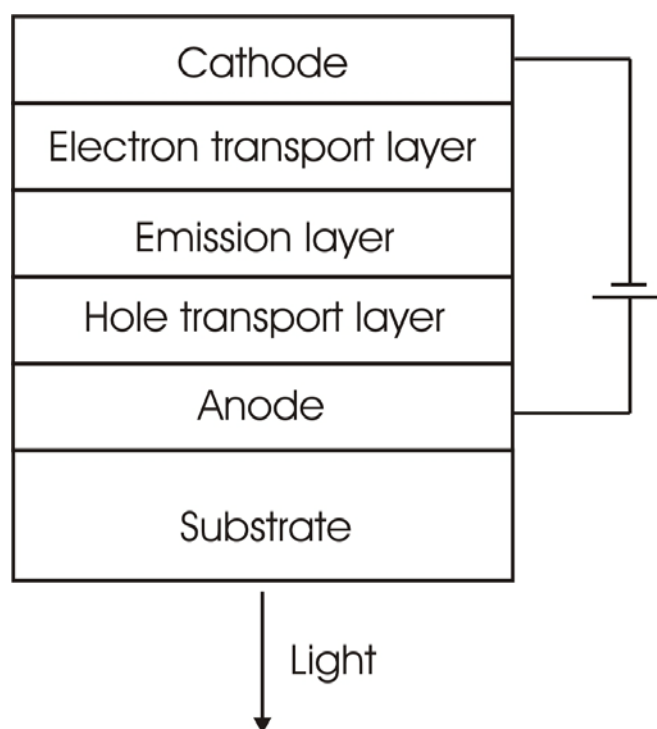 Cathode
Electron transport layer
Emission layer
Hole transport layer
Anode
Substrate
Light